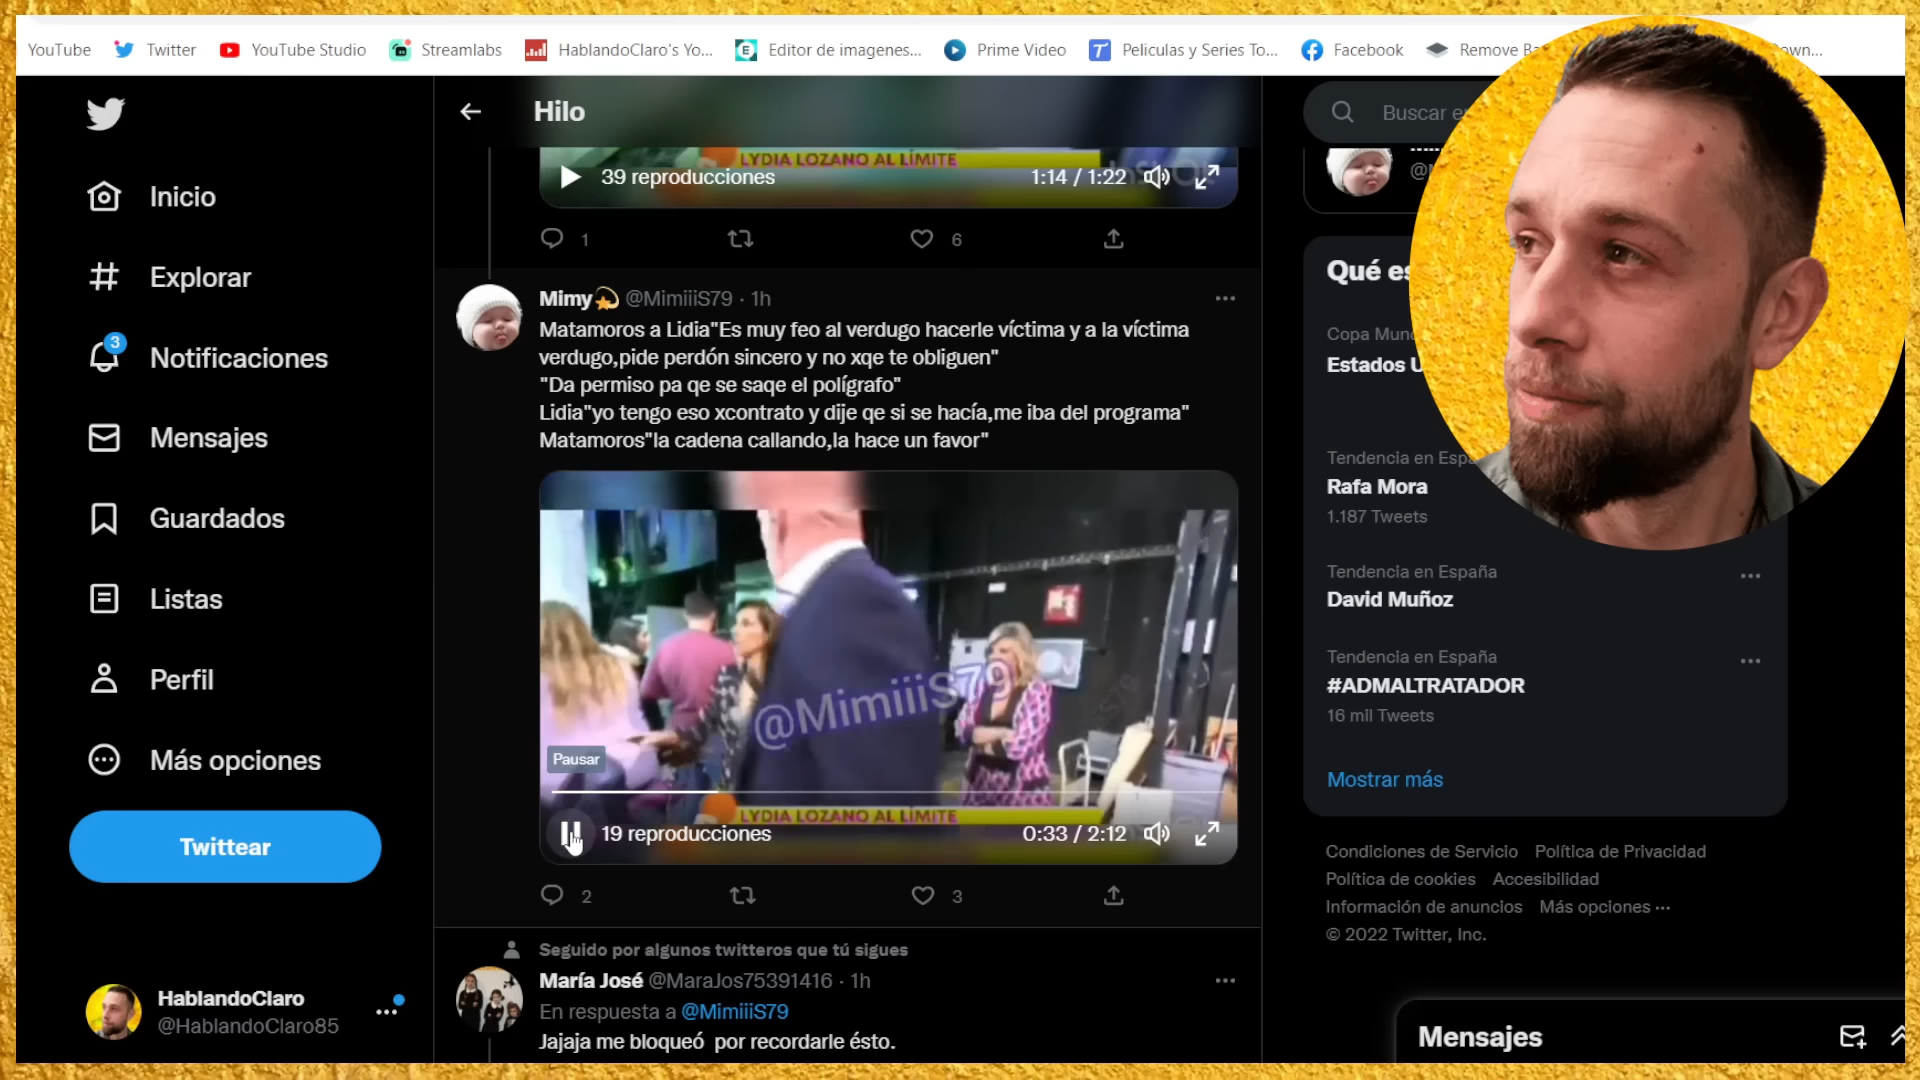 YouTube
Twitter
YouTube Studio
Streamlabs
HablandoClaro's Yo...
Editor de imagenes...
Prime Video
Peliculas y Series To...
Facebook
Remove
Inicio
Explorar
3
Notificaciones
Mensajes
Guardados
Listas
Perfil
Más opciones
Twittear
HablandoClaro
@HablandoClaro85
Hilo
LYDIA LOZANO AL LÍMITE
39 reproducciones
1:14 / 1:22
1
6
Mimy @MimiiiS79 · 1h
Matamoros a Lidia"Es muy feo al verdugo hacerle víctima y a la víctima
verdugo,pide perdón sincero y no xqe te obliguen"
"Da permiso pa qe se saqe el polígrafo"
Lidia"yo tengo eso xcontrato y dije qe si se hacía,me iba del programa"
Matamoros"la cadena callando,la hace un favor"
@MimiiiS79
Pausar
LYDIA LOZANO AL LÍMITE
19 reproducciones
0:33 / 2:12
2
3
Seguido por algunos twitteros que tú sigues
María José @MaraJos75391416 · 1h
En respuesta a @MimiiiS79
Jajaja me bloqueó por recordarle ésto.
Buscar
Qué
Copa
Estados
Tendencia en
Rafa Mora
1.187 Tweets
Tendencia en España
David Muñoz
Tendencia en España
#ADMALTRATADOR
16 mil Tweets
Mostrar más
Condiciones de Servicio Política de Privacidad
Política de cookies Accesibilidad
Información de anuncios Más opciones ···
© 2022 Twitter, Inc.
Mensajes